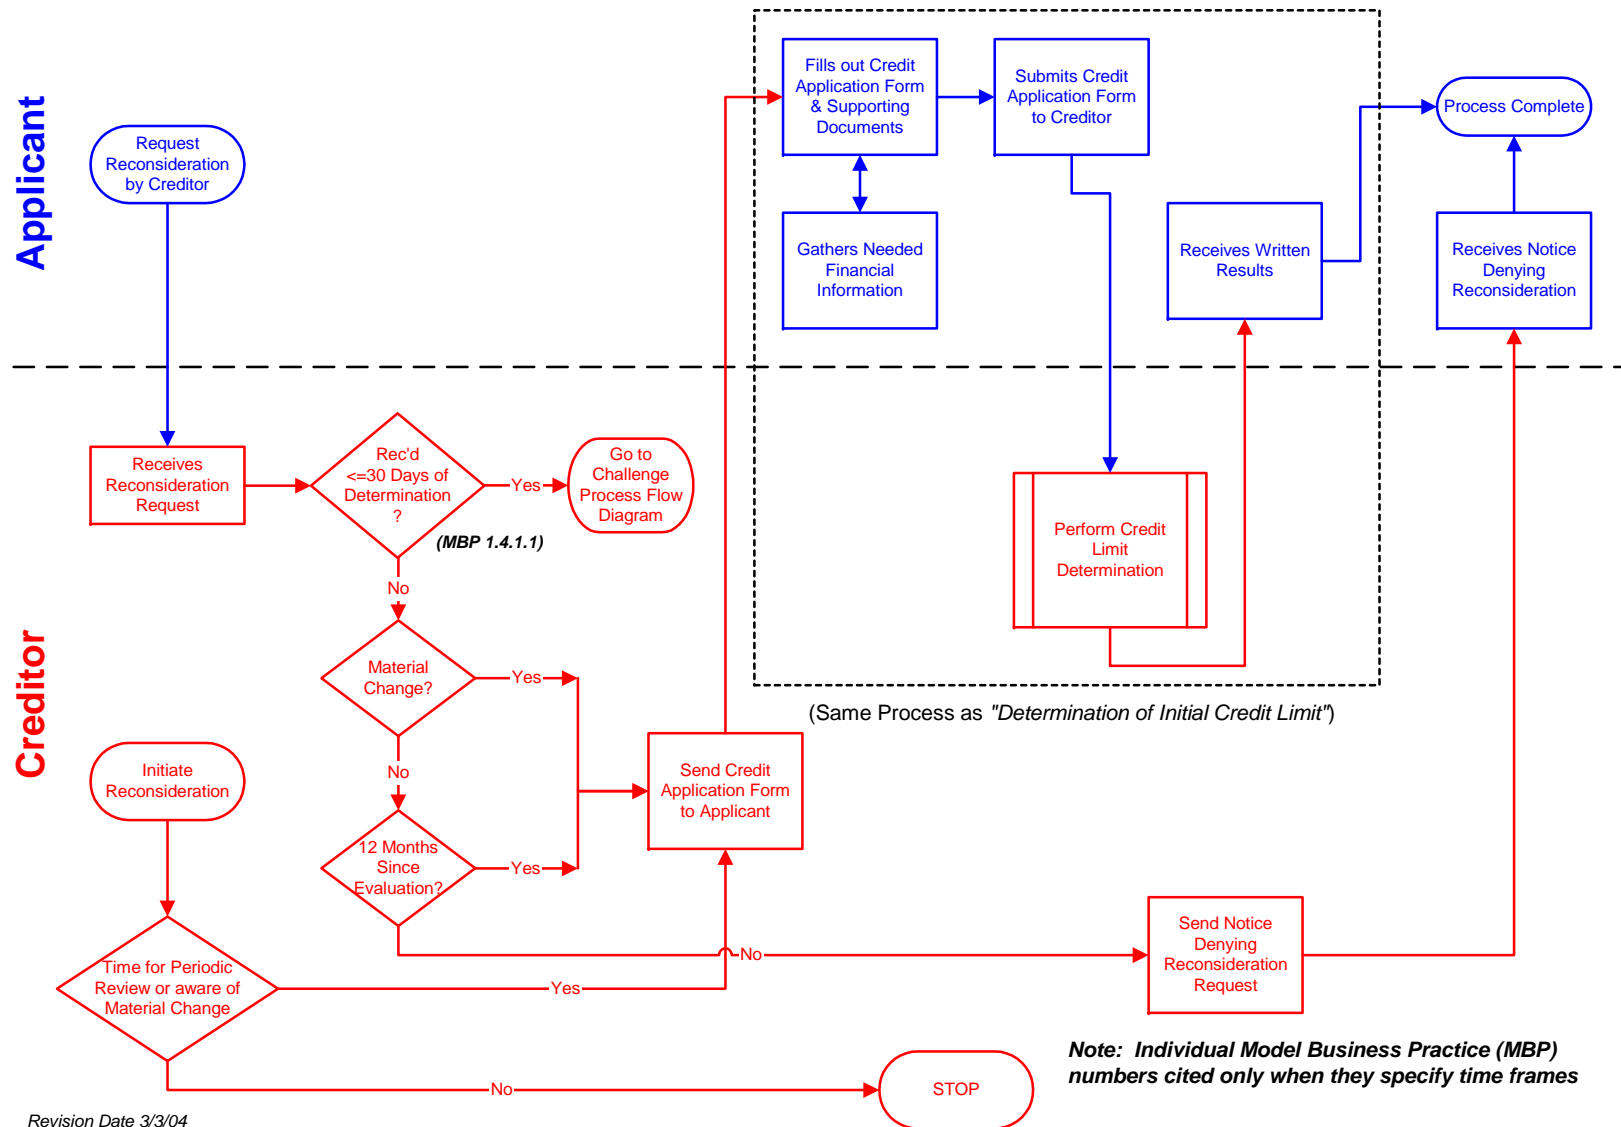 Applicant
Request
Reconsideration
by Creditor
Fills out Credit
Application Form
& Supporting
Documents
Submits Credit
Application Form
to Creditor
Process Complete
Gathers Needed
Financial
Information
Receives Written
Results
Receives Notice
Denying
Reconsideration
Creditor
Receives
Reconsideration
Request
Rec'd
<=30 Days of
Determination
?
Yes
Go to
Challenge
Process Flow
Diagram
(MBP 1.4.1.1)
No
Perform Credit
Limit
Determination
Material
Change?
Yes
(Same Process as "Determination of Initial Credit Limit")
No
Initiate
Reconsideration
Send Credit
Application Form
to Applicant
12 Months
Since
Evaluation?
Yes
No
Send Notice
Denying
Reconsideration
Request
Time for Periodic
Review or aware of
Material Change
Yes
No
STOP
Note: Individual Model Business Practice (MBP)
numbers cited only when they specify time frames
Revision Date 3/3/04